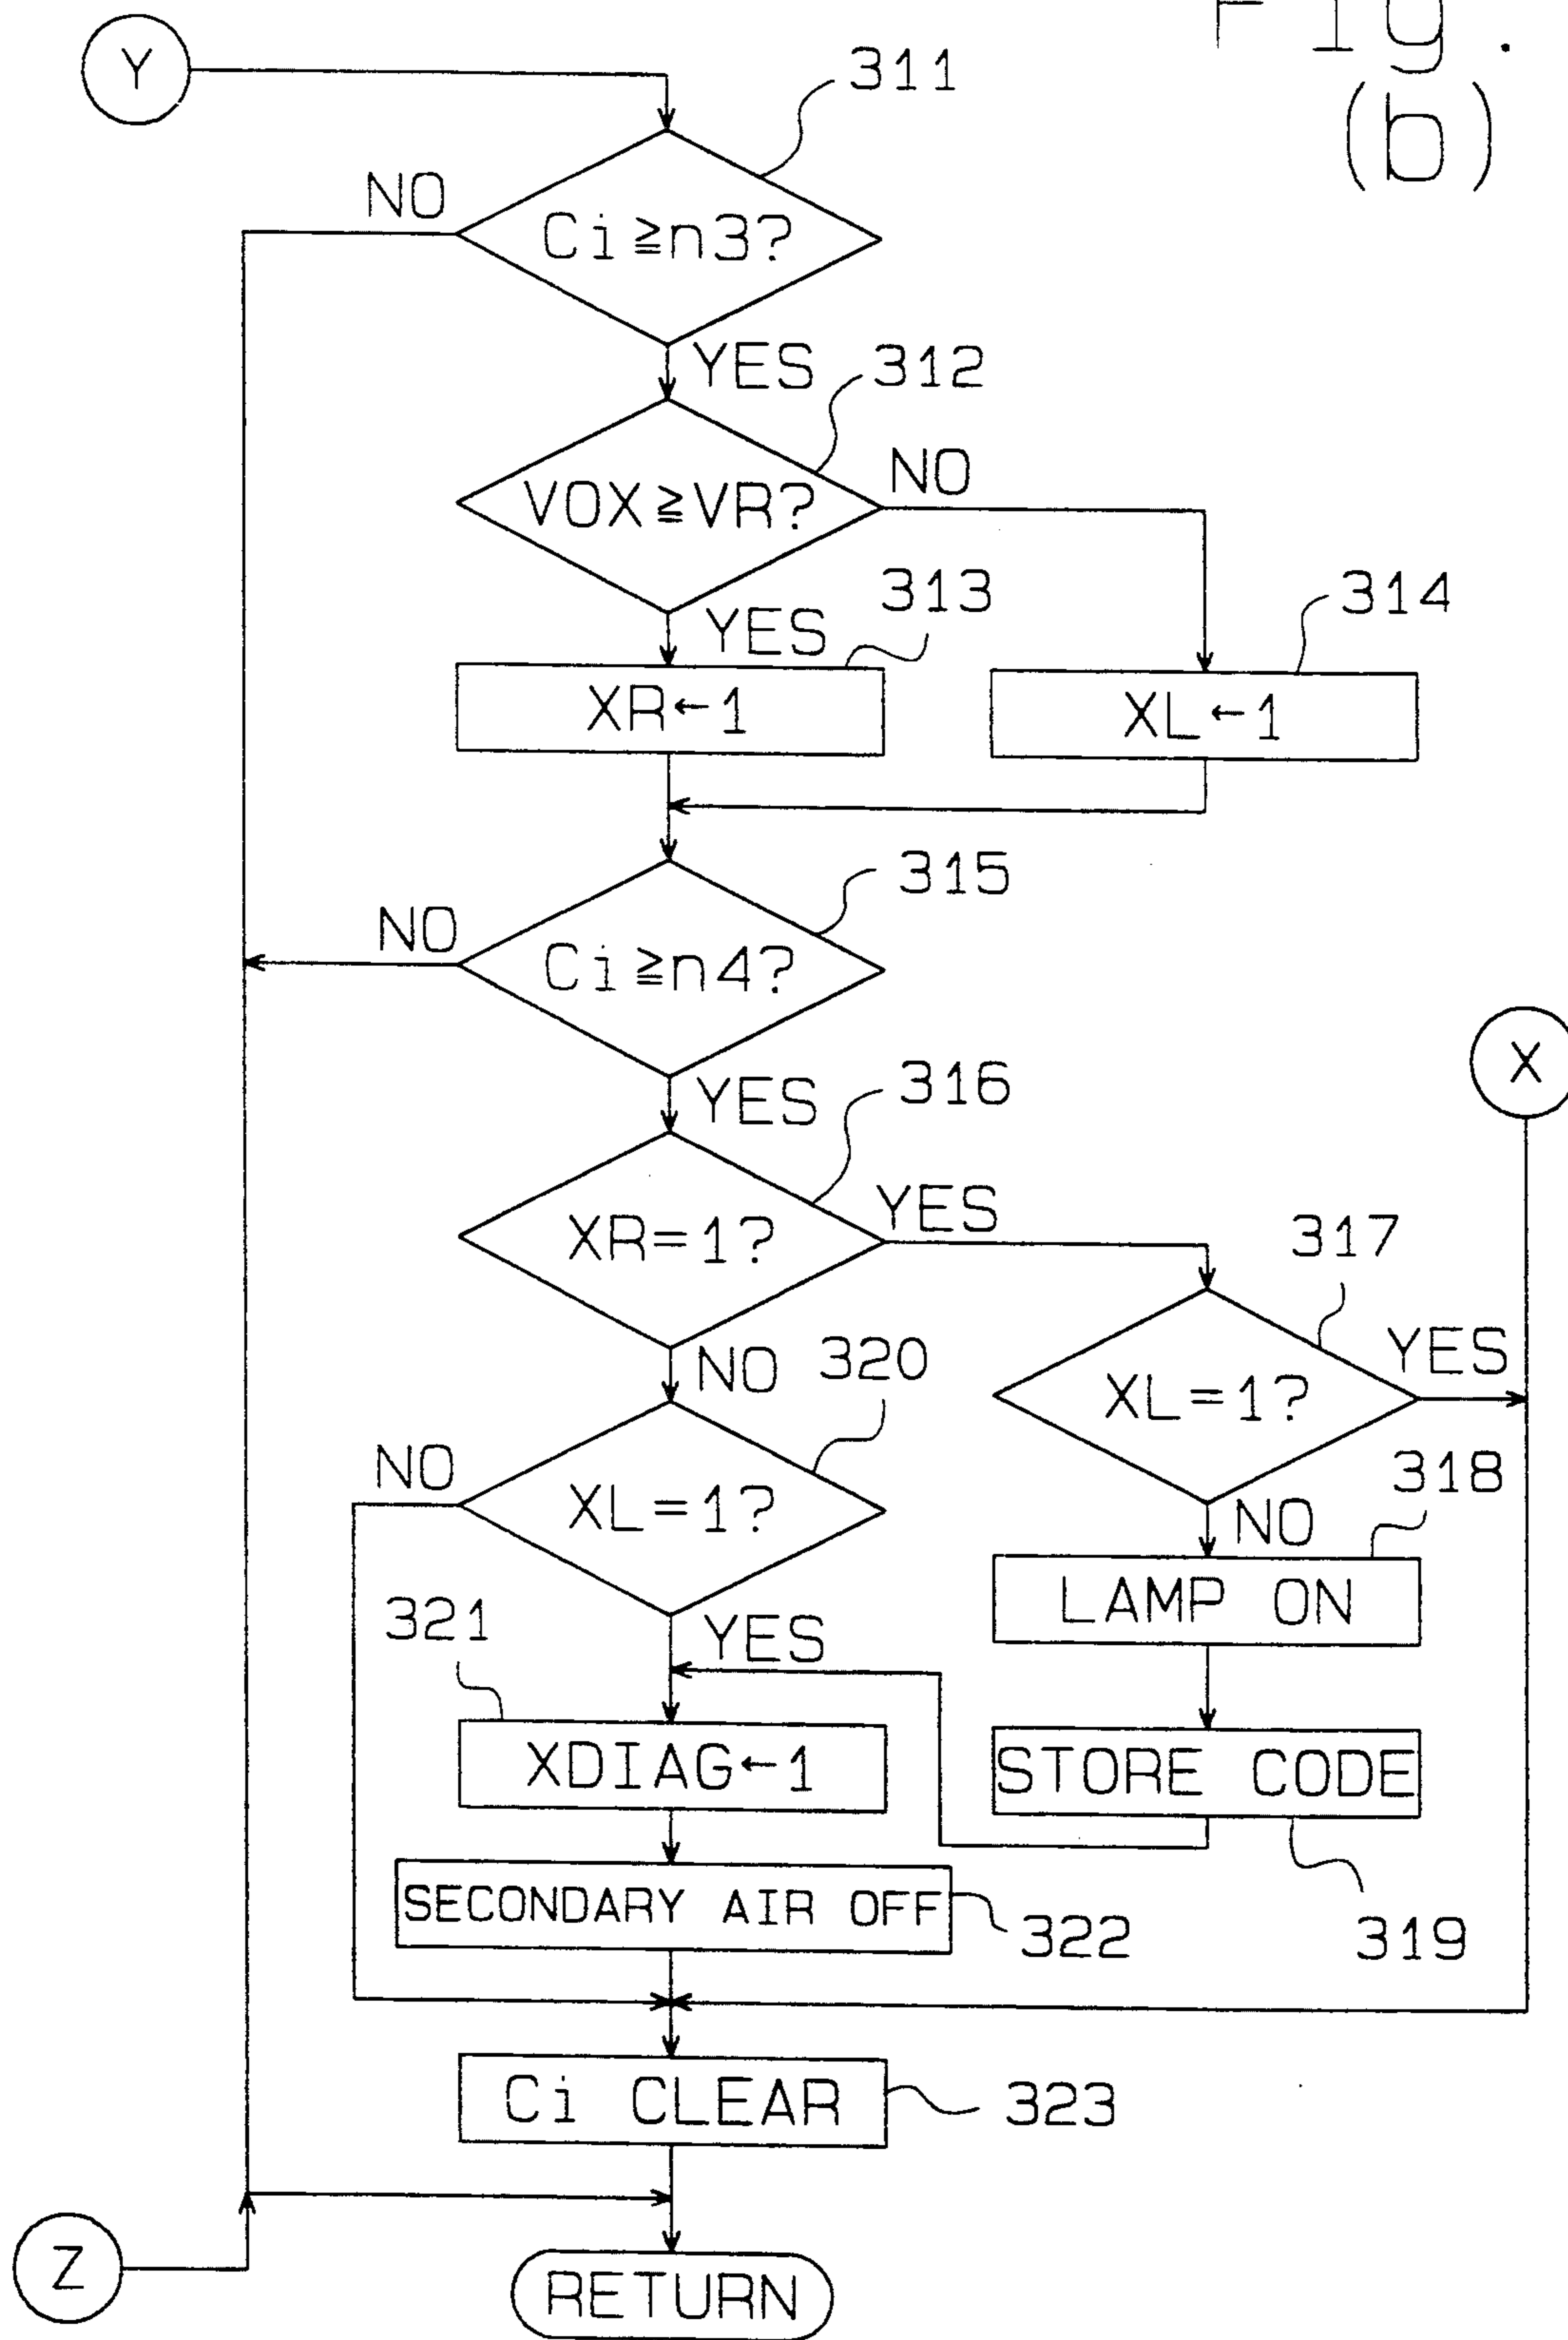 Fig.
(b)
Y
311
NO
Ci≧n3?
YES
312
VOX≧VR?
NO
YES
313
314
XR←1
XL←1
315
NO
Ci≧n4?
X
YES
316
XR=1?
YES
317
NO
320
XL=1?
YES
NO
XL=1?
318
NO
LAMP ON
321
YES
XDIAG←1
STORE CODE
SECONDARY AIR OFF
322
319
Ci CLEAR
323
Z
RETURN